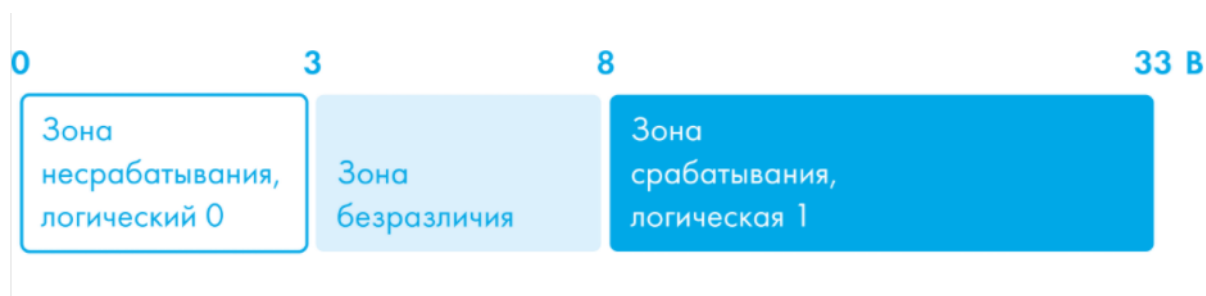 0 3 8 33 В
Зона
несрабатывания,
логический 0
Зона
безразличия
Зона
срабатывания,
логическая 1